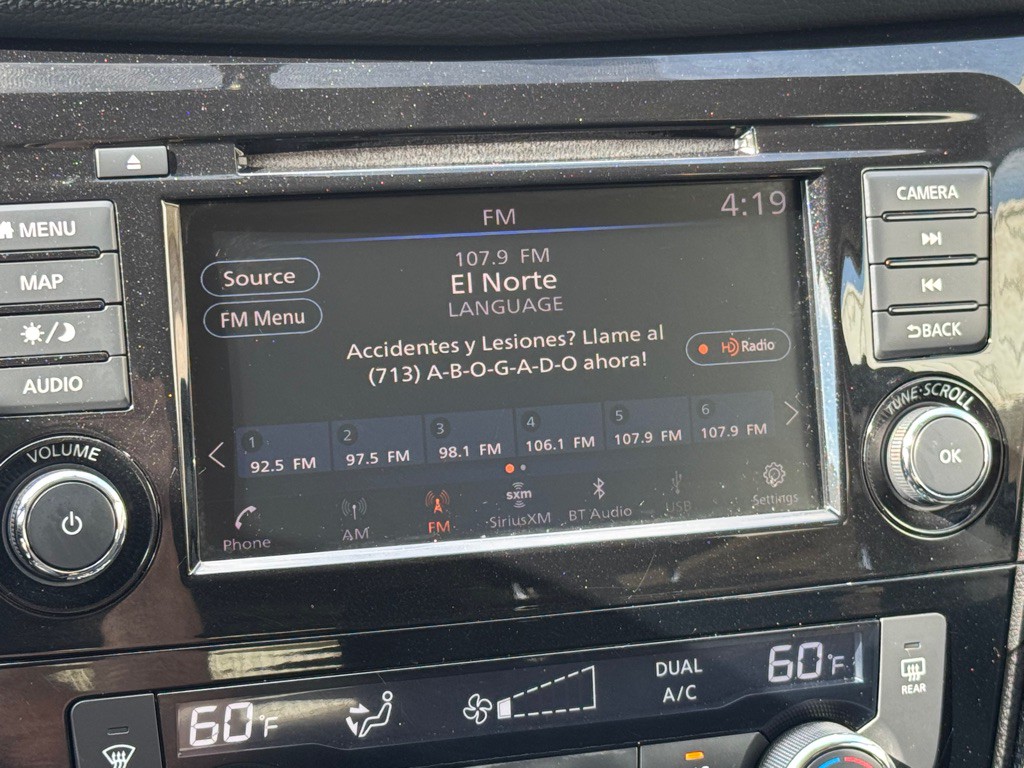 MENU
MAP
AUDIO
VOLUME
FM
4:19
Source
FM Menu
107.9 FM
El Norte
LANGUAGE
Accidentes y Lesiones? Llame al
(713) A-B-O-G-A-D-O ahora!
HD Radio
1
92.5 FM
2
97.5 FM
3
98.1 FM
4
106.1 FM
5
107.9 FM
6
107.9 FM
Phone
AM
FM
sxm
SiriusXM
BT Audio
USB
Settings
CAMERA
BACK
TUNE·SCROLL
OK
60°F
DUAL
A/C
60°F
REAR